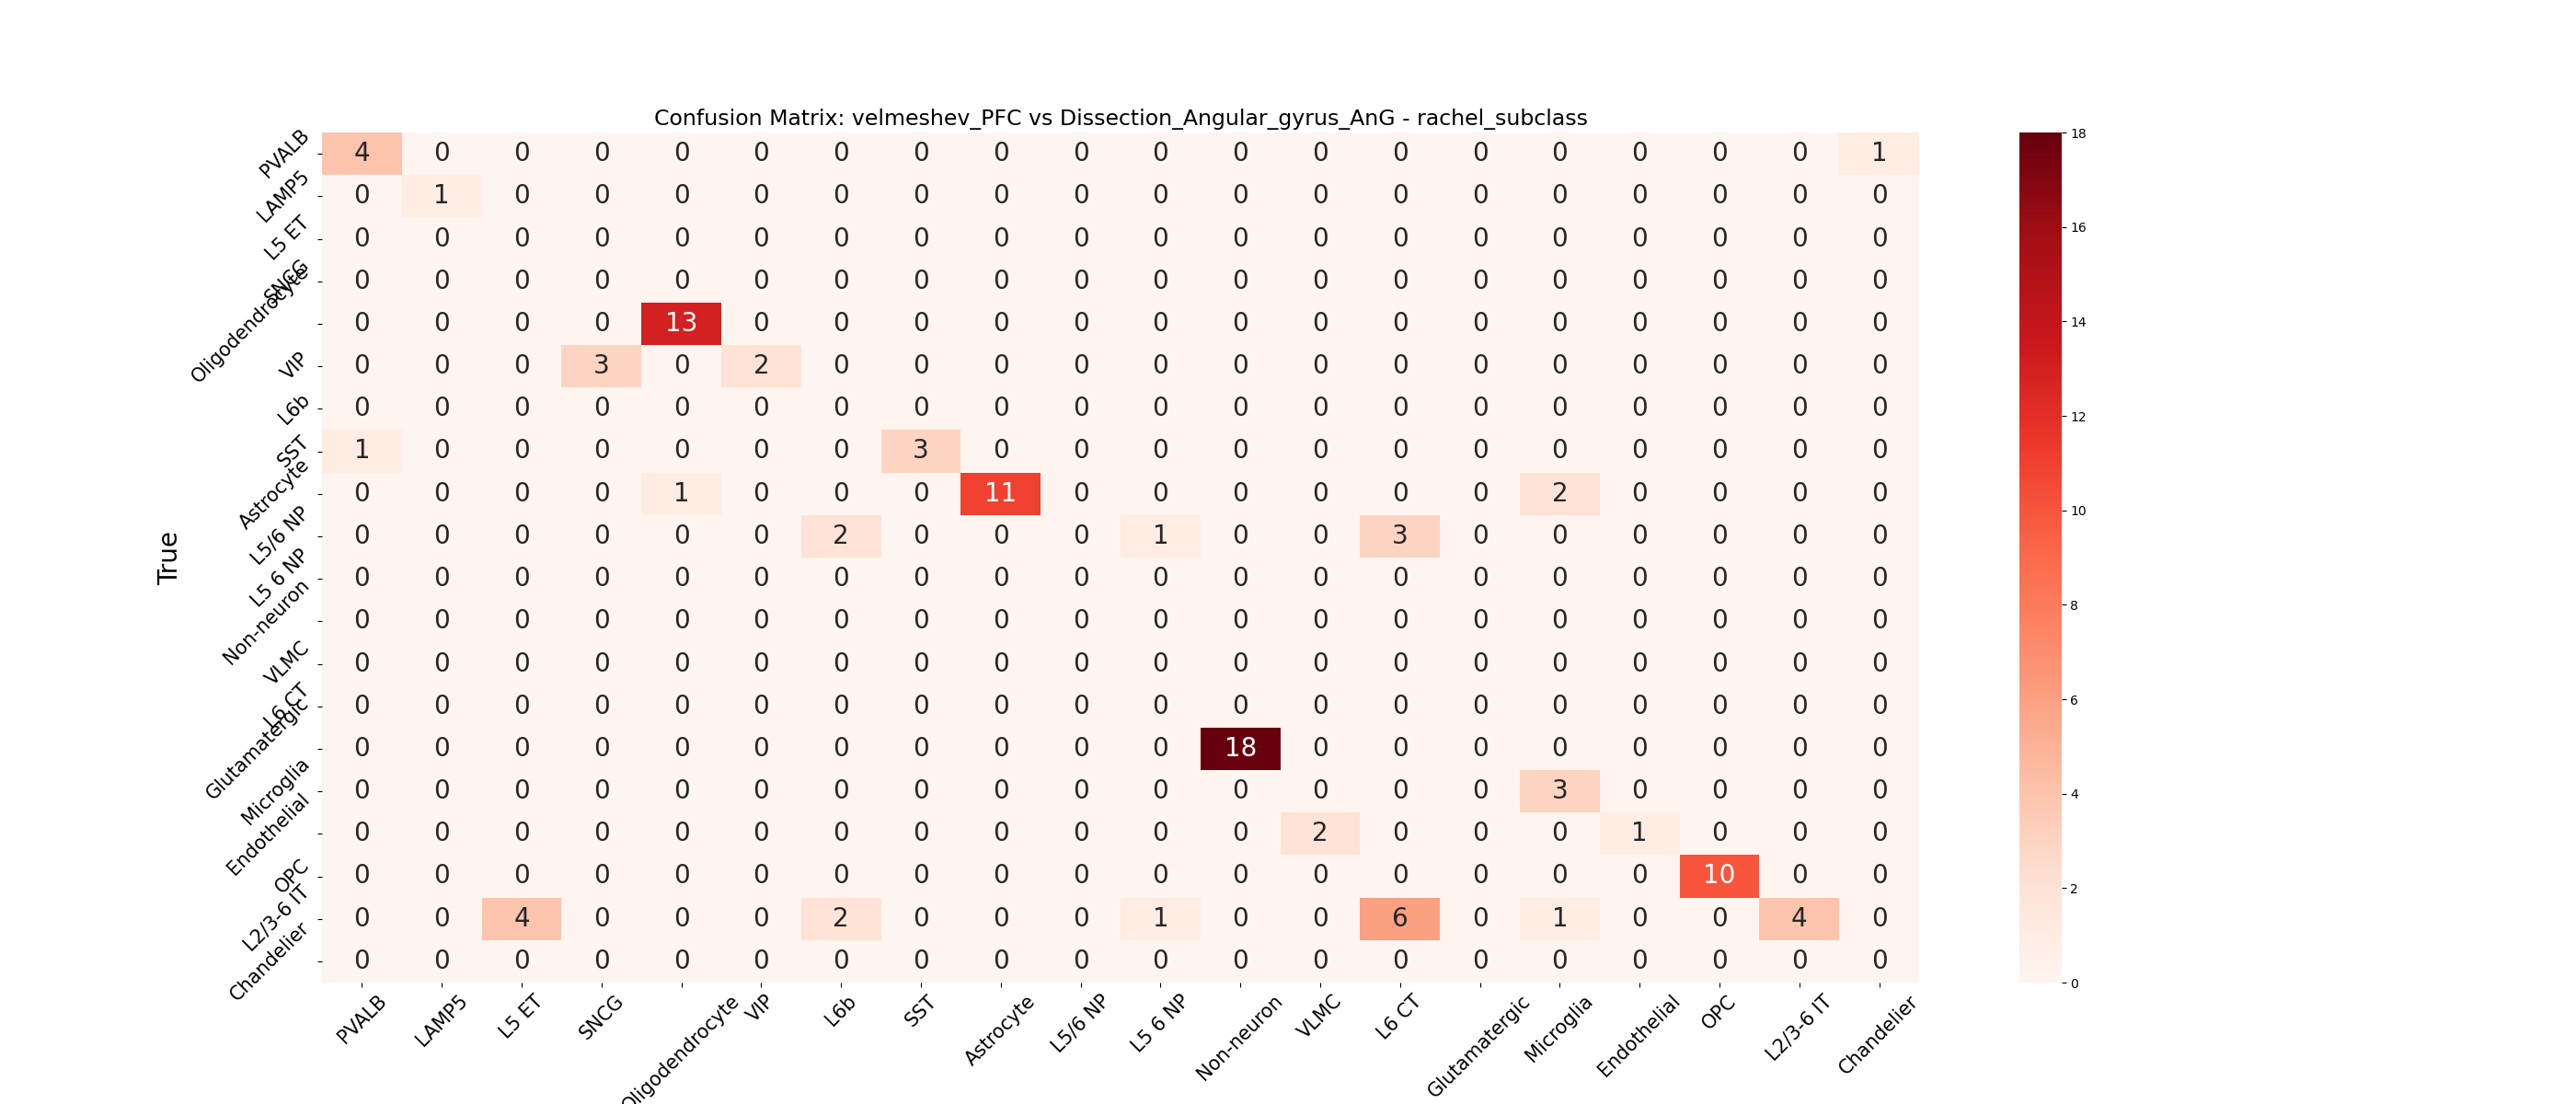 Confusion Matrix: velmeshev_PFC vs Dissection_Angular_gyrus_AnG - rachel_subclass
True
PVALB 4 0 0 0 0 0 0 0 0 0 0 0 0 0 0 0 0 0 0 1
LAMP5 0 1 0 0 0 0 0 0 0 0 0 0 0 0 0 0 0 0 0 0
L5 ET 0 0 0 0 0 0 0 0 0 0 0 0 0 0 0 0 0 0 0 0
SNCG 0 0 0 0 0 0 0 0 0 0 0 0 0 0 0 0 0 0 0 0
Oligodendrocyte 0 0 0 0 13 0 0 0 0 0 0 0 0 0 0 0 0 0 0 0
VIP 0 0 0 3 0 2 0 0 0 0 0 0 0 0 0 0 0 0 0 0
L6b 0 0 0 0 0 0 0 0 0 0 0 0 0 0 0 0 0 0 0 0
SST 1 0 0 0 0 0 0 3 0 0 0 0 0 0 0 0 0 0 0 0
Astrocyte 0 0 0 0 1 0 0 0 11 0 0 0 0 0 0 2 0 0 0 0
L5/6 NP 0 0 0 0 0 0 2 0 0 0 1 0 0 3 0 0 0 0 0 0
L5 6 NP 0 0 0 0 0 0 0 0 0 0 0 0 0 0 0 0 0 0 0 0
Non-neuron 0 0 0 0 0 0 0 0 0 0 0 0 0 0 0 0 0 0 0 0
VLMC 0 0 0 0 0 0 0 0 0 0 0 0 0 0 0 0 0 0 0 0
L6 CT 0 0 0 0 0 0 0 0 0 0 0 0 0 0 0 0 0 0 0 0
Glutamatergic 0 0 0 0 0 0 0 0 0 0 0 18 0 0 0 0 0 0 0 0
Microglia 0 0 0 0 0 0 0 0 0 0 0 0 0 0 0 3 0 0 0 0
Endothelial 0 0 0 0 0 0 0 0 0 0 0 0 2 0 0 0 1 0 0 0
OPC 0 0 0 0 0 0 0 0 0 0 0 0 0 0 0 0 0 10 0 0
L2/3-6 IT 0 0 4 0 0 0 2 0 0 0 1 0 0 6 0 1 0 0 4 0
Chandelier 0 0 0 0 0 0 0 0 0 0 0 0 0 0 0 0 0 0 0 0
PVALB LAMP5 L5 ET SNCG Oligodendrocyte VIP L6b SST Astrocyte L5/6 NP L5 6 NP Non-neuron VLMC L6 CT Glutamatergic Microglia Endothelial OPC L2/3-6 IT Chandelier
18
16
14
12
10
8
6
4
2
0